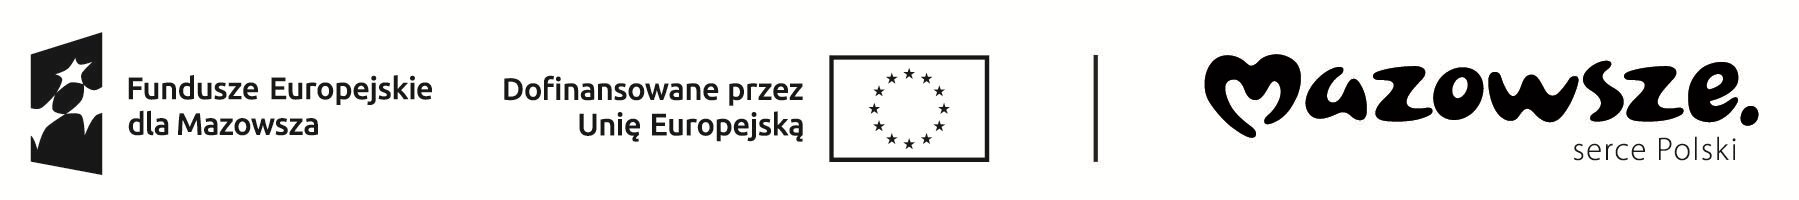 Fundusze Europejskie
dla Mazowsza
Dofinansowane przez
Unię Europejską
Mazowsze.
serce Polski